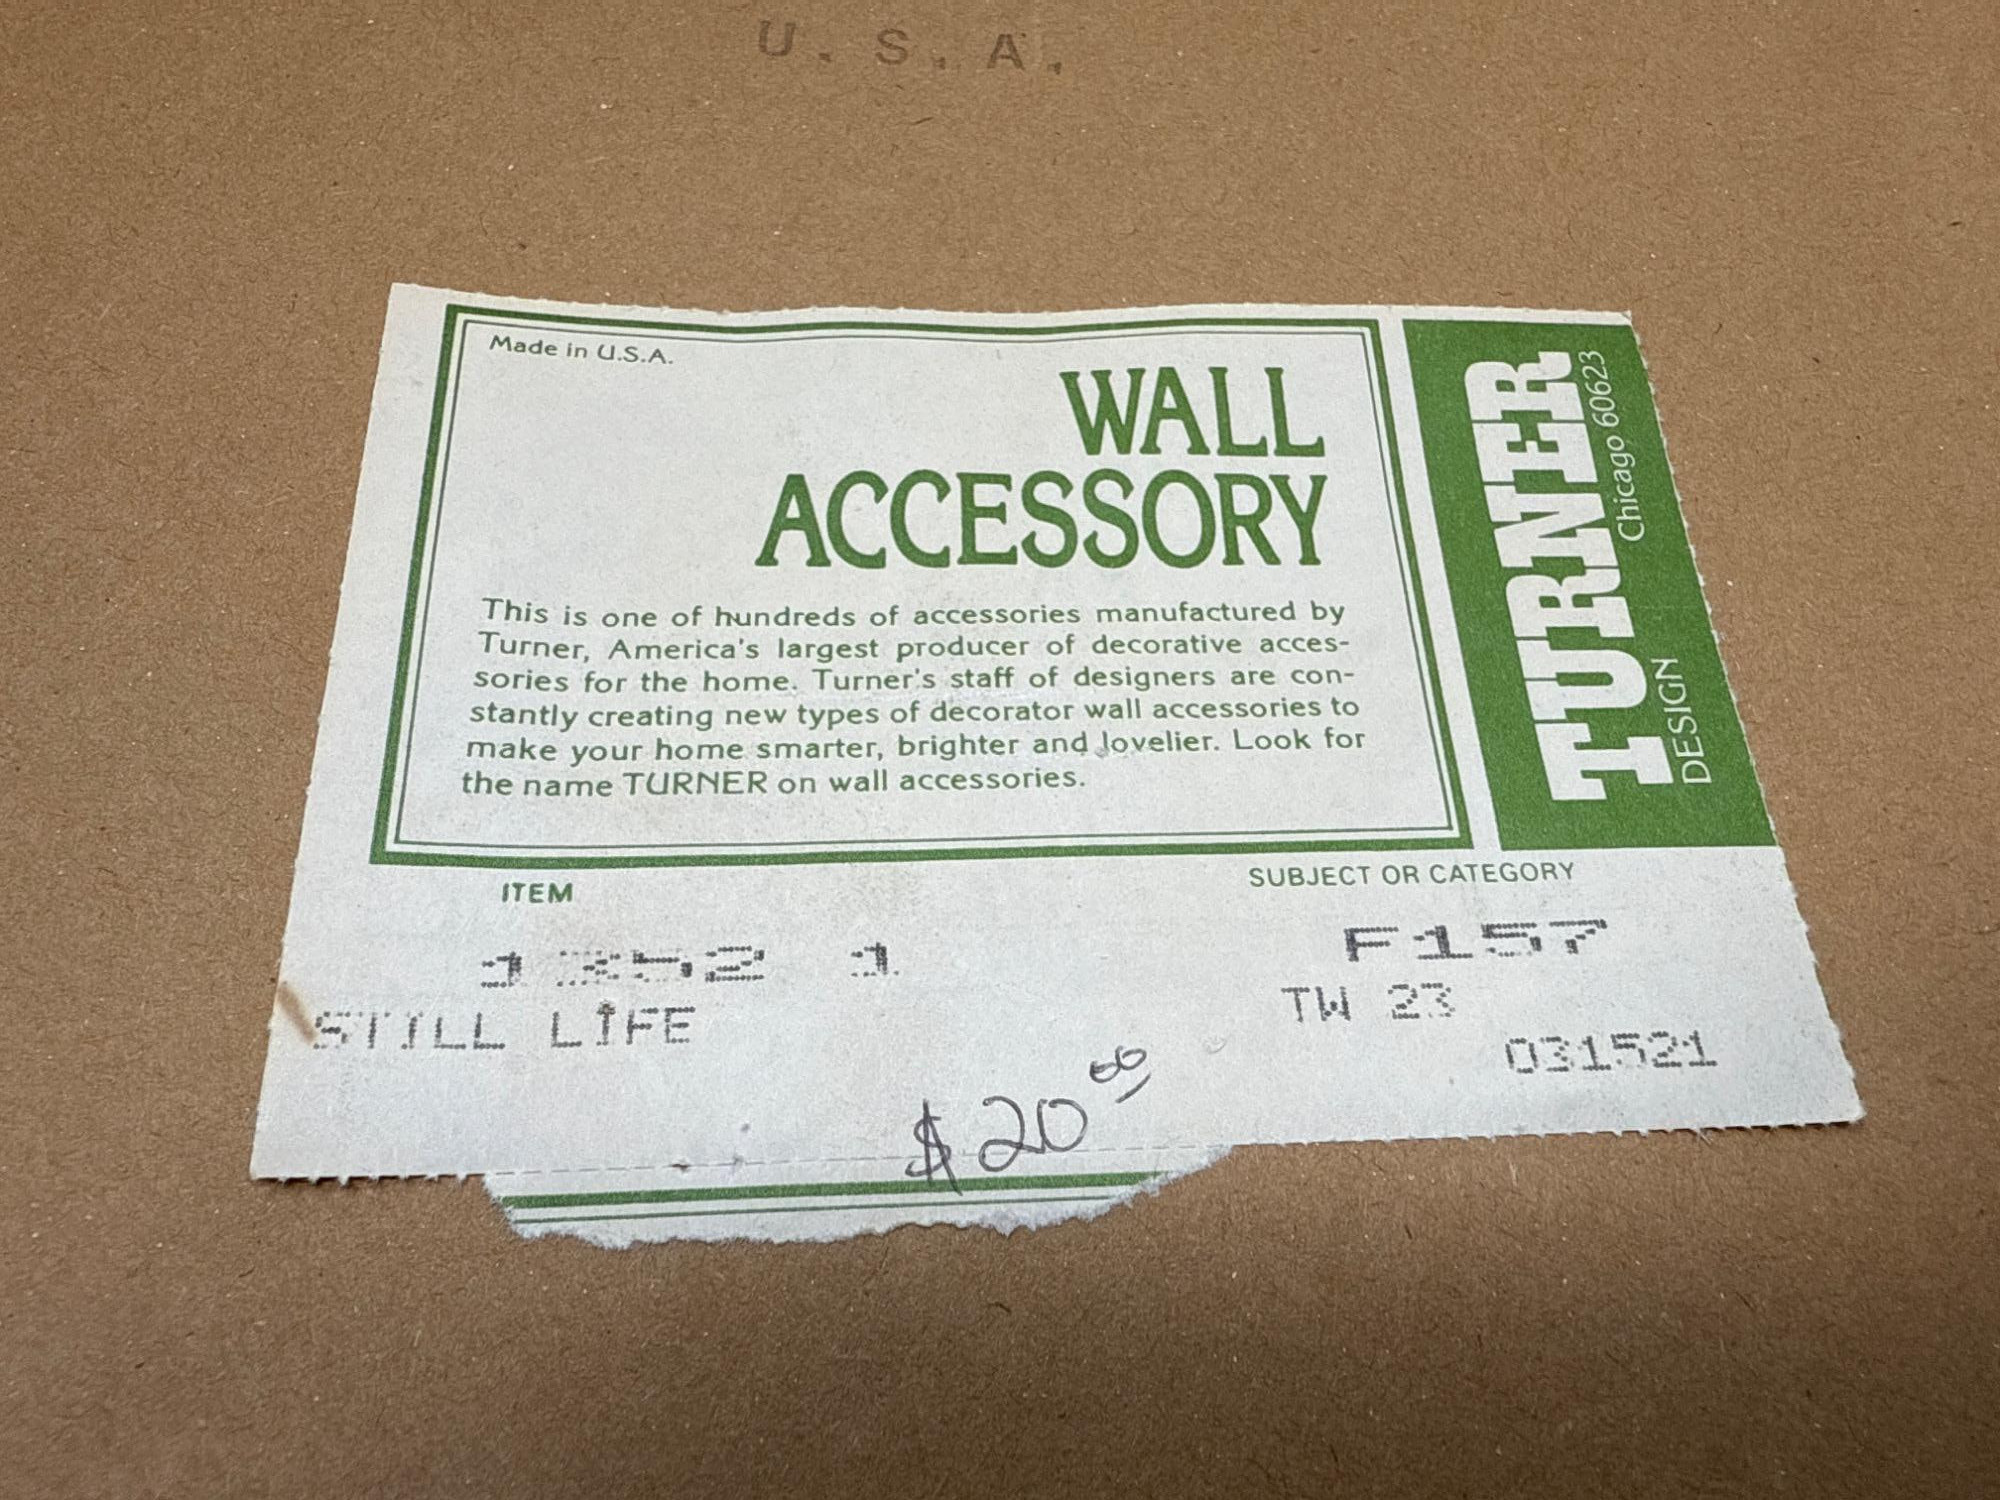 U.S.A.
Made in U.S.A.
WALL
ACCESSORY
This is one of hundreds of accessories manufactured by
Turner, America's largest producer of decorative acces-
sories for the home. Turner's staff of designers are con-
stantly creating new types of decorator wall accessories to
make your home smarter, brighter and lovelier. Look for
the name TURNER on wall accessories.
TURNER
Chicago 60623
DESIGN
ITEM
SUBJECT OR CATEGORY
1
F157
STILL LIFE
TW 23
031521
$20.00